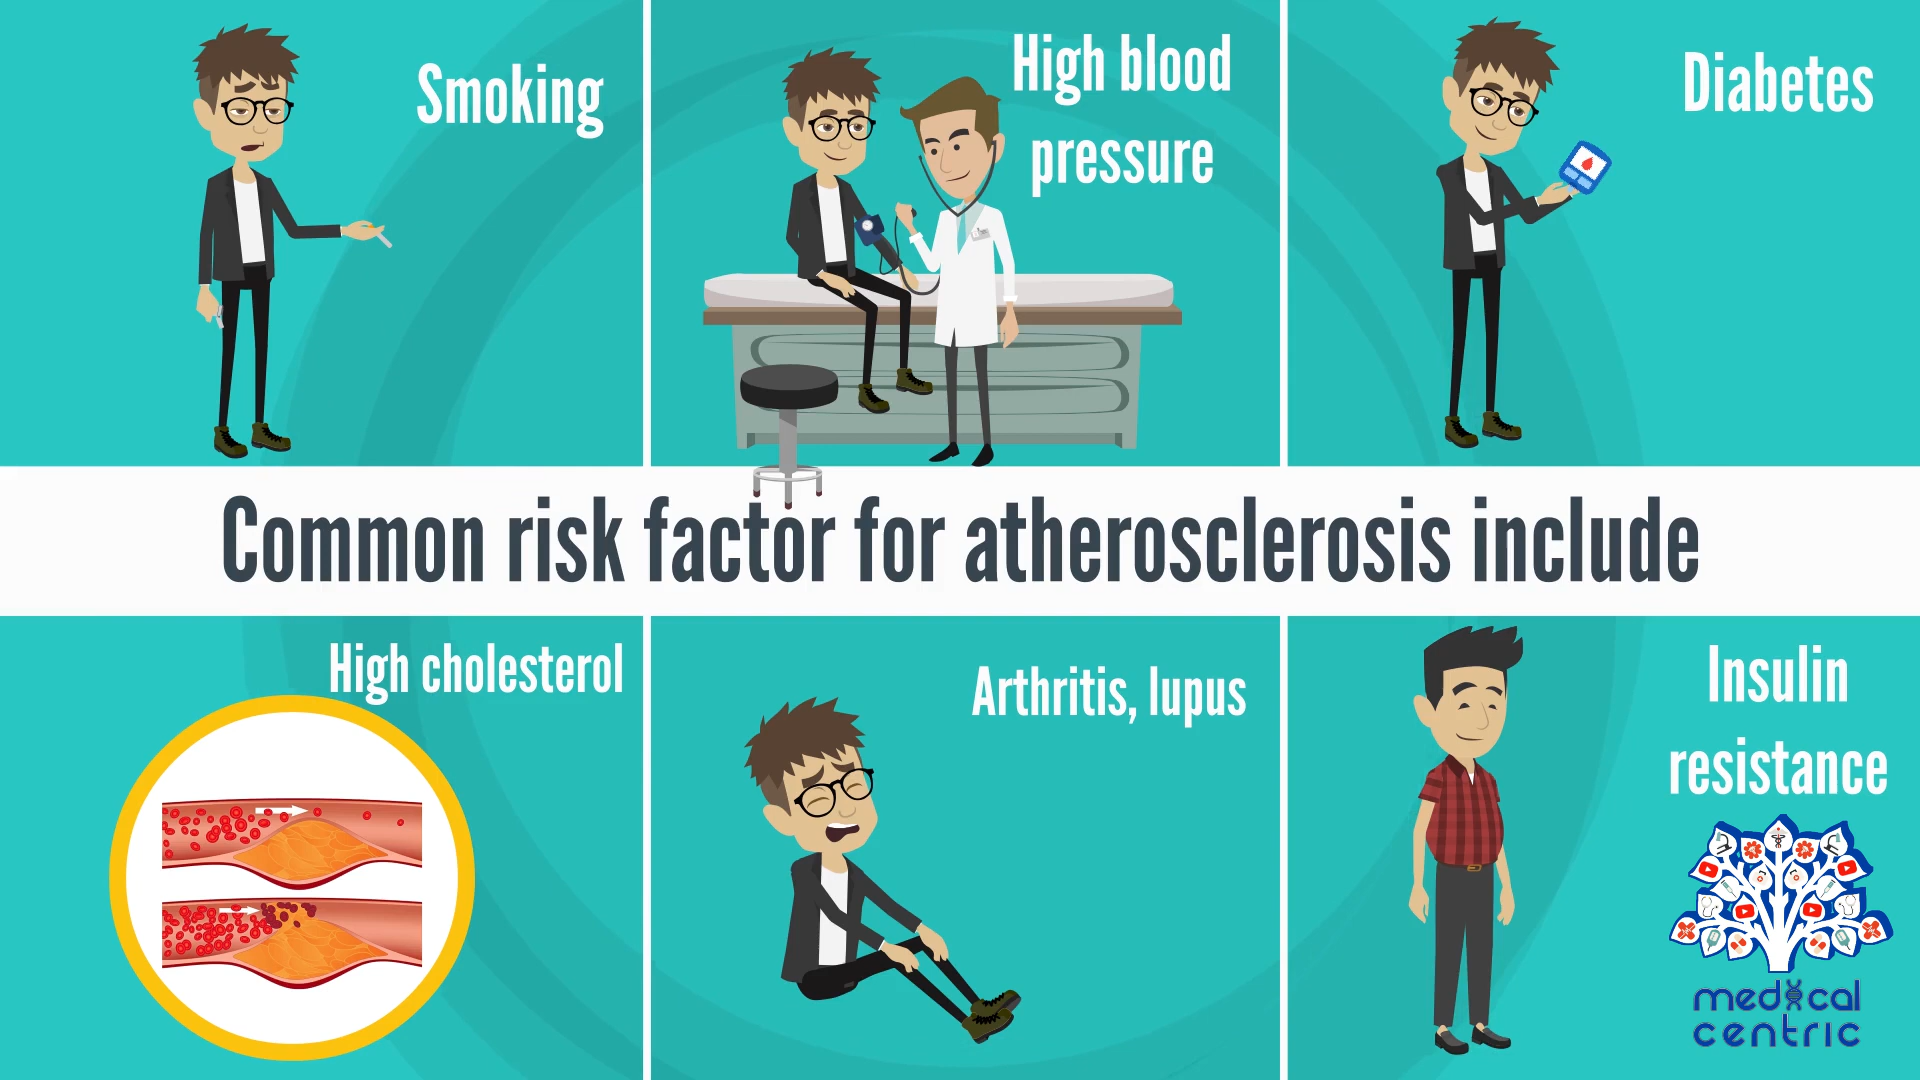 Smoking
High blood
pressure
Diabetes
Common risk factor for atherosclerosis include
High cholesterol
Arthritis, lupus
Insulin
resistance
medical
centric